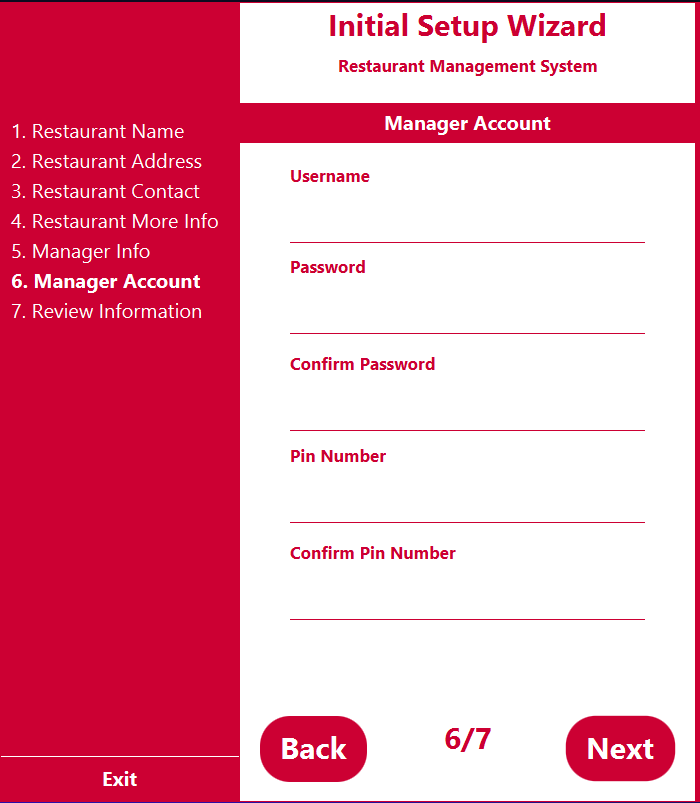 Initial Setup Wizard
Restaurant Management System
1. Restaurant Name
2. Restaurant Address
3. Restaurant Contact
4. Restaurant More Info
5. Manager Info
6. Manager Account
7. Review Information
Exit
Manager Account
Username
Password
Confirm Password
Pin Number
Confirm Pin Number
Back
6/7
Next